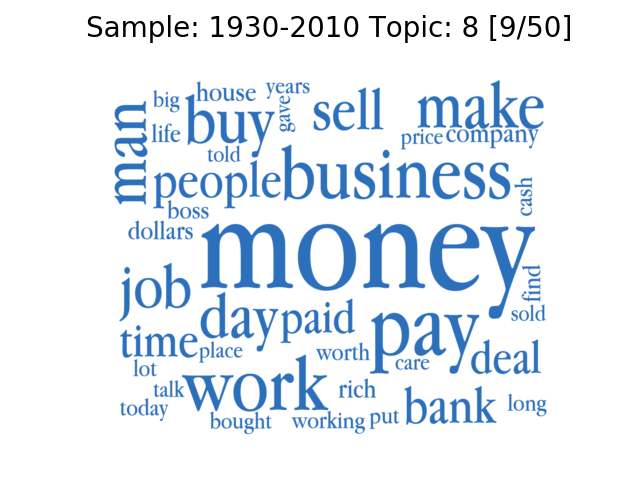 Sample: 1930-2010 Topic: 8 [9/50]
big house years
man life buy gave sell make
told price company
people business cash
boss
dollars money
job find
day paid pay sold
time place worth care deal
lot
talk work rich
today bought working put bank long